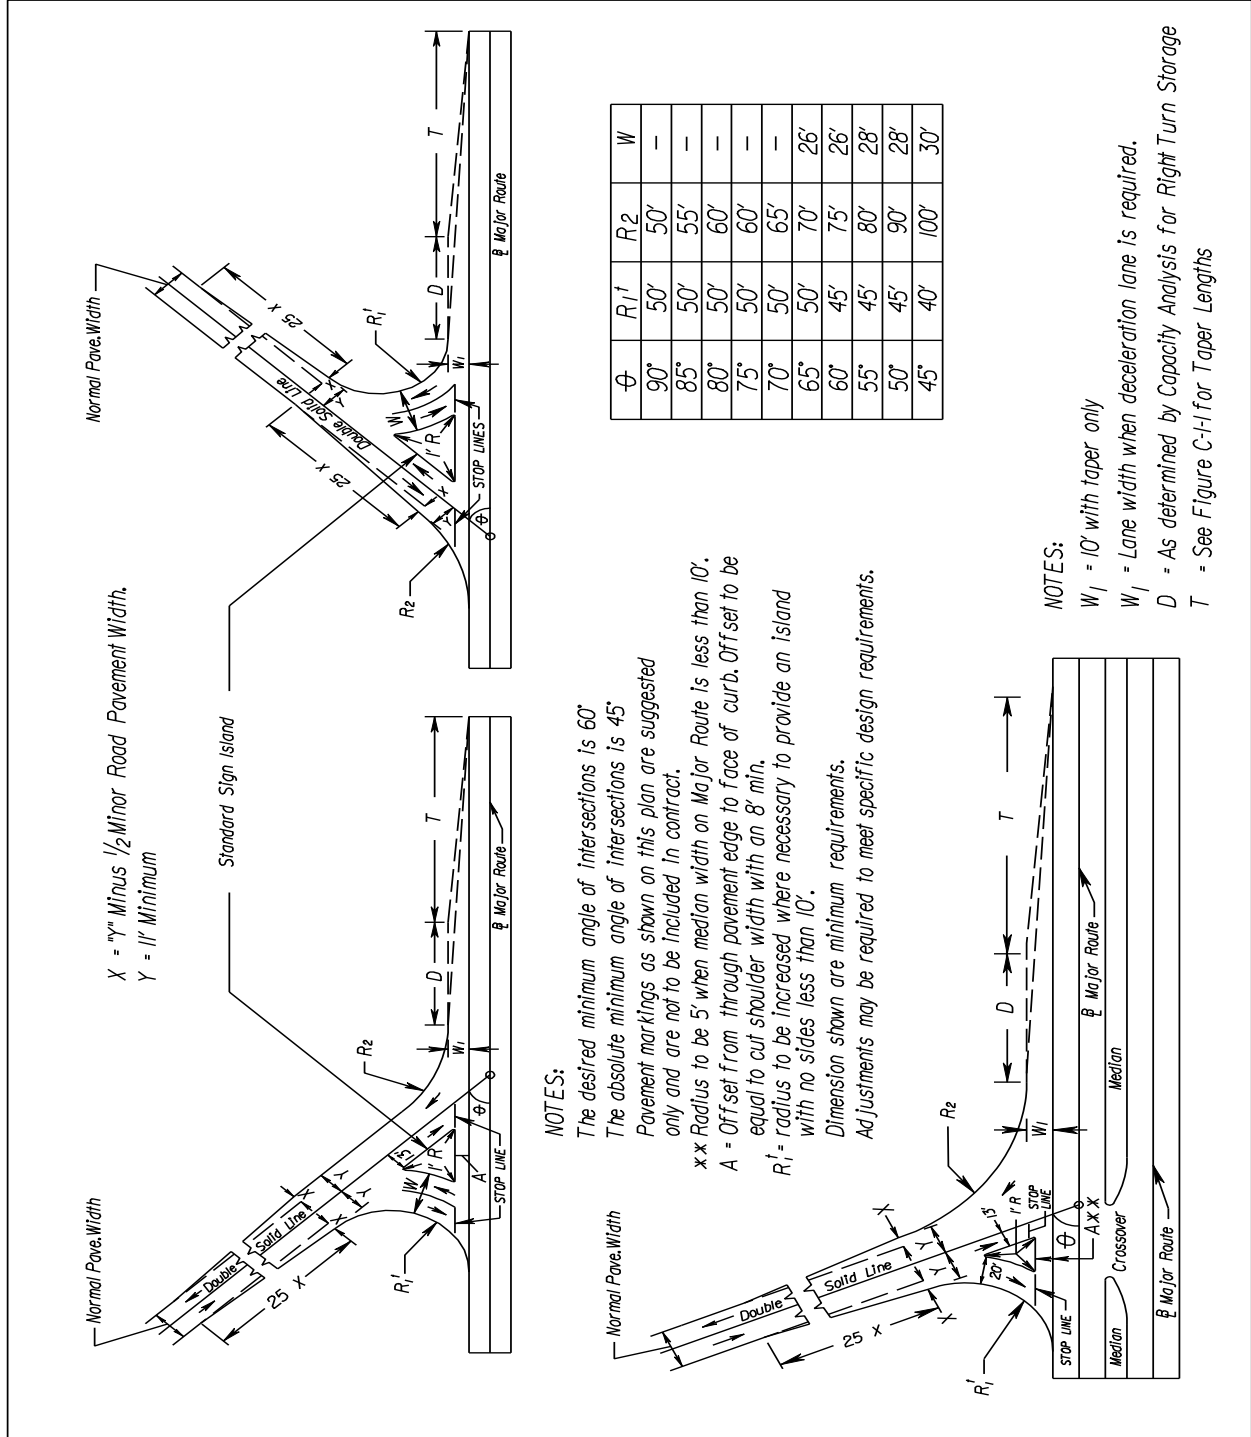 X = "Y" Minus 1/2 Minor Road Pavement Width.
Y = 11' Minimum
Standard Sign Island
Normal Pave.Width
Double
Solid Line
25 X
X
Y
X
Y
13'
1' R
W
R1†
R2
A
θ
STOP LINE
W1
D
T
℄ Major Route
Normal Pave.Width
25 X
25 X
Double Solid Line
X
Y
X
Y
W
1' R
R1†
R2
θ
STOP LINES
W1
D
T
℄ Major Route
NOTES:
The desired minimum angle of intersections is 60°
The absolute minimum angle of intersections is 45°
Pavement markings as shown on this plan are suggested
only and are not to be included in contract.
** Radius to be 5' when median width on Major Route is less than 10'.
A = Offset from through pavement edge to face of curb. Offset to be
equal to cut shoulder width with an 8' min.
R1† = radius to be increased where necessary to provide an island
with no sides less than 10'.
Dimension shown are minimum requirements.
Adjustments may be required to meet specific design requirements.
θ R1† R2 W
90° 50' 50' -
85° 50' 55' -
80° 50' 60' -
75° 50' 60' -
70° 50' 65' -
65° 50' 70' 26'
60° 45' 75' 26'
55° 45' 80' 28'
50° 45' 90' 28'
45° 40' 100' 30'
Normal Pave.Width
Double
Solid Line
25 X
X
Y
Y
X
20'
13'
1' R
STOP
LINE
R1†
R2
θ
A**
STOP LINE
W1
D
T
℄ Major Route
Median
Crossover
Median
℄ Major Route
NOTES:
W1 = 10' with taper only
W1 = Lane width when deceleration lane is required.
D = As determined by Capacity Analysis for Right Turn Storage
T = See Figure C-1-1 for Taper Lengths